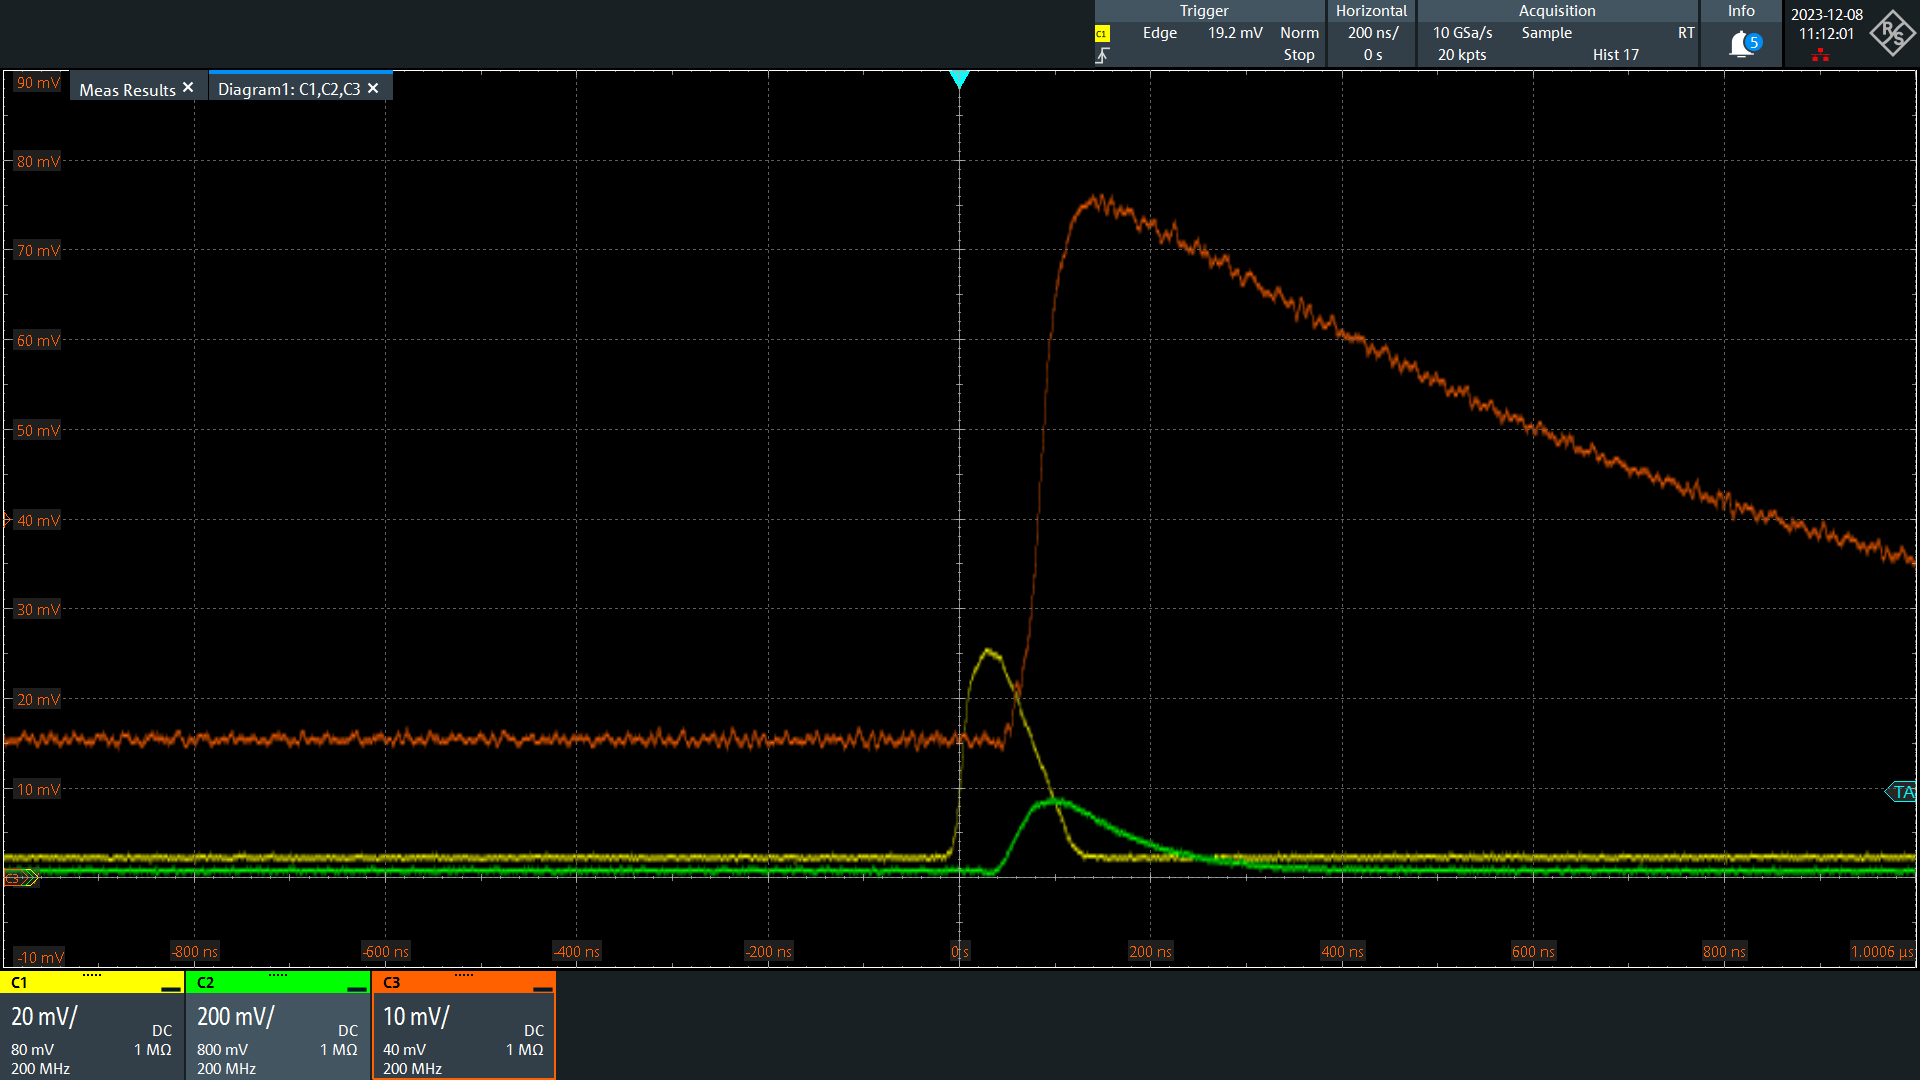 Trigger
C1 Edge 19.2 mV Norm
Stop
Horizontal
200 ns/
0 s
Acquisition
10 GSa/s Sample RT
20 kpts Hist 17
Info
5
2023-12-08
11:12:01
R&S
Meas Results ✕
Diagram1: C1,C2,C3 ✕
90 mV
80 mV
70 mV
60 mV
50 mV
40 mV
30 mV
20 mV
10 mV
TA
C3
-10 mV
-800 ns
-600 ns
-400 ns
-200 ns
0 s
200 ns
400 ns
600 ns
800 ns
1.0006 µs
C1
20 mV/
DC
80 mV 1 MΩ
200 MHz
C2
200 mV/
DC
800 mV 1 MΩ
200 MHz
C3
10 mV/
DC
40 mV 1 MΩ
200 MHz